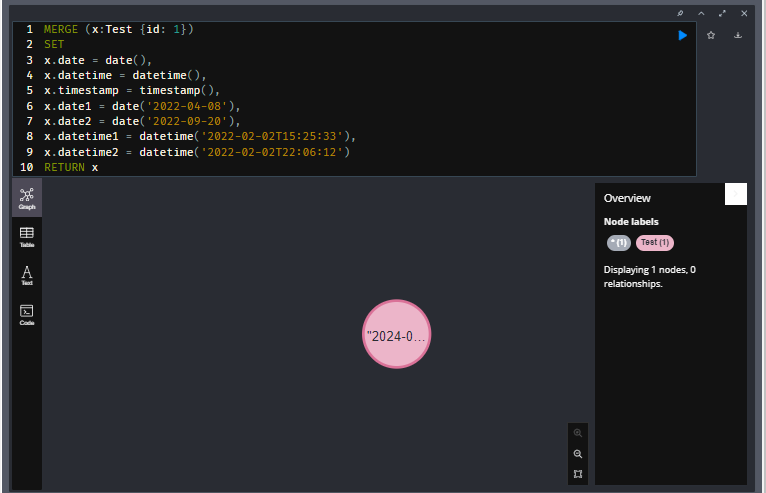 1 MERGE (x:Test {id: 1})
2 SET
3 x.date = date(),
4 x.datetime = datetime(),
5 x.timestamp = timestamp(),
6 x.date1 = date('2022-04-08'),
7 x.date2 = date('2022-09-20'),
8 x.datetime1 = datetime('2022-02-02T15:25:33'),
9 x.datetime2 = datetime('2022-02-02T22:06:12')
10 RETURN x
Graph
Table
A
Text
Code
"2024-0...
Overview
Node labels
* (1) Test (1)
Displaying 1 nodes, 0
relationships.